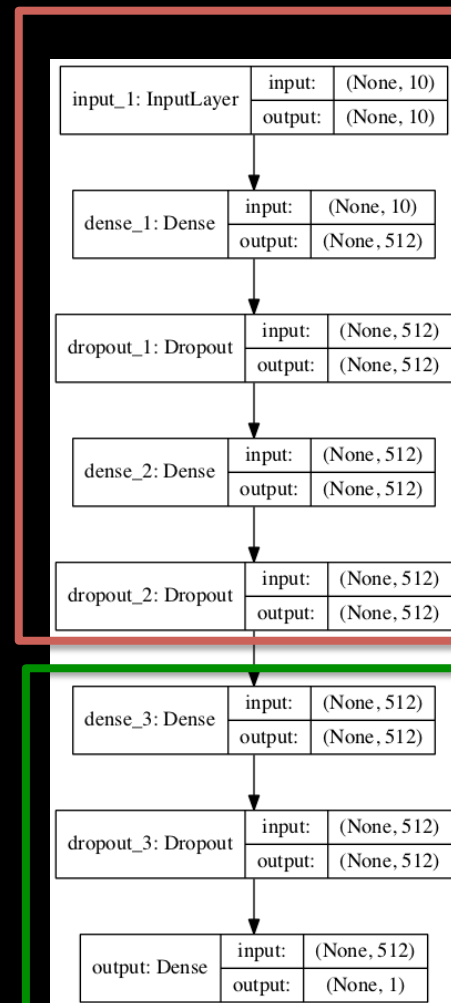 input_1: InputLayer input: (None, 10)
output: (None, 10)
dense_1: Dense input: (None, 10)
output: (None, 512)
dropout_1: Dropout input: (None, 512)
output: (None, 512)
dense_2: Dense input: (None, 512)
output: (None, 512)
dropout_2: Dropout input: (None, 512)
output: (None, 512)
dense_3: Dense input: (None, 512)
output: (None, 512)
dropout_3: Dropout input: (None, 512)
output: (None, 512)
output: Dense input: (None, 512)
output: (None, 1)